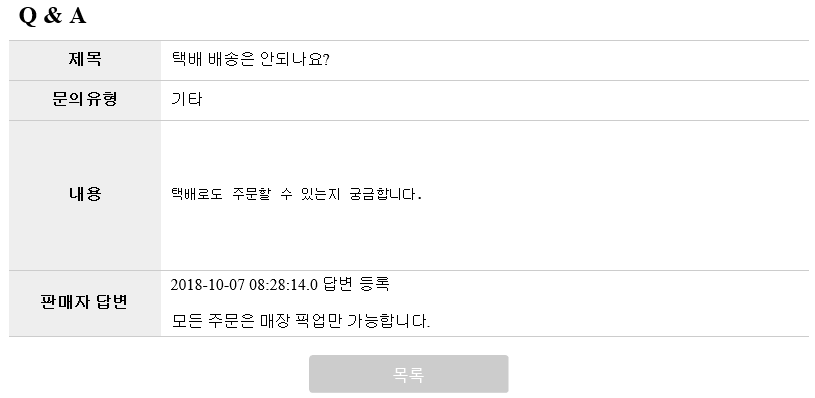 Q & A
제목 택배 배송은 안되나요?
문의유형 기타
내용 택배로도 주문할 수 있는지 궁금합니다.
판매자 답변 2018-10-07 08:28:14.0 답변 등록
모든 주문은 매장 픽업만 가능합니다.
목록